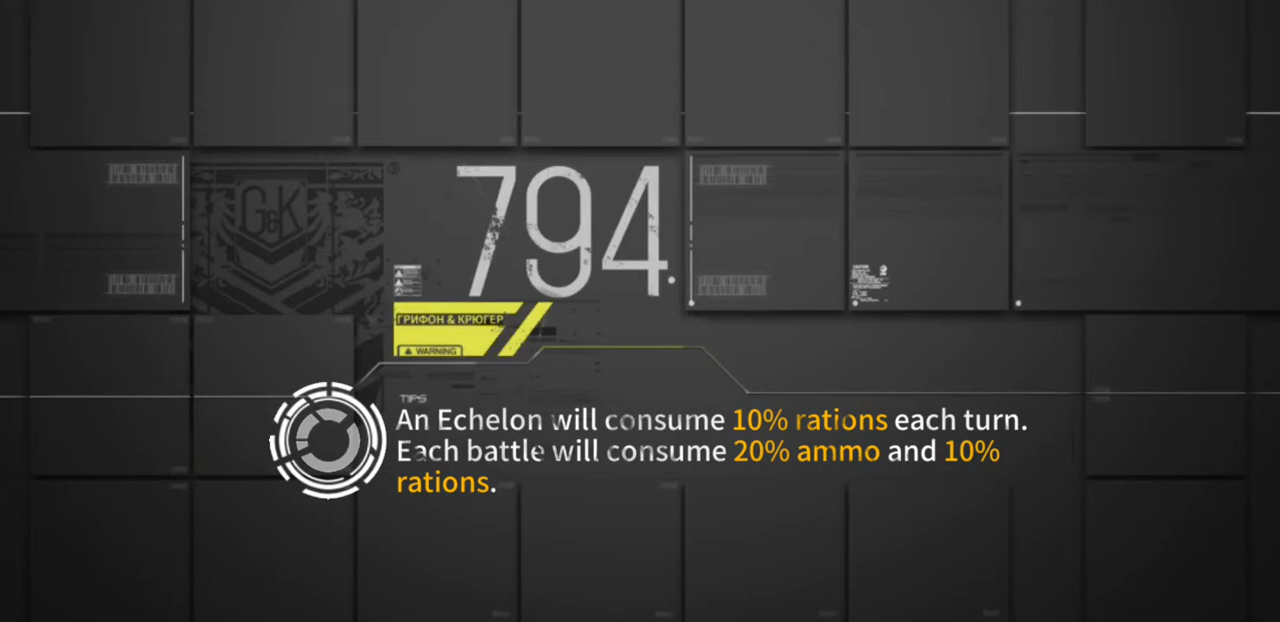 G&K
794.
ГРИФОН & КРЮГЕР
WARNING
TIPS
An Echelon will consume 10% rations each turn.
Each battle will consume 20% ammo and 10%
rations.